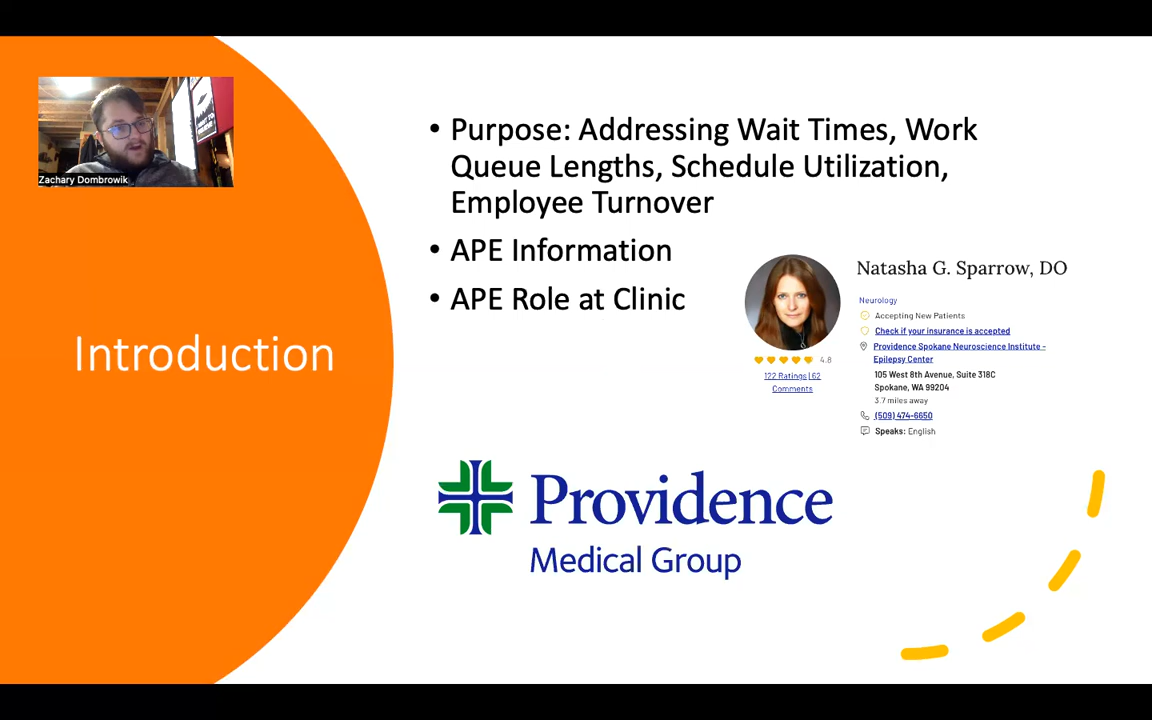 Zachary Dombrowik
Introduction
• Purpose: Addressing Wait Times, Work
Queue Lengths, Schedule Utilization,
Employee Turnover
• APE Information
• APE Role at Clinic
4.8
122 Ratings | 62
Comments
Natasha G. Sparrow, DO
Neurology
Accepting New Patients
Check if your insurance is accepted
Providence Spokane Neuroscience Institute -
Epilepsy Center
105 West 8th Avenue, Suite 318C
Spokane, WA 99204
3.7 miles away
(509) 474-6650
Speaks: English
Providence
Medical Group